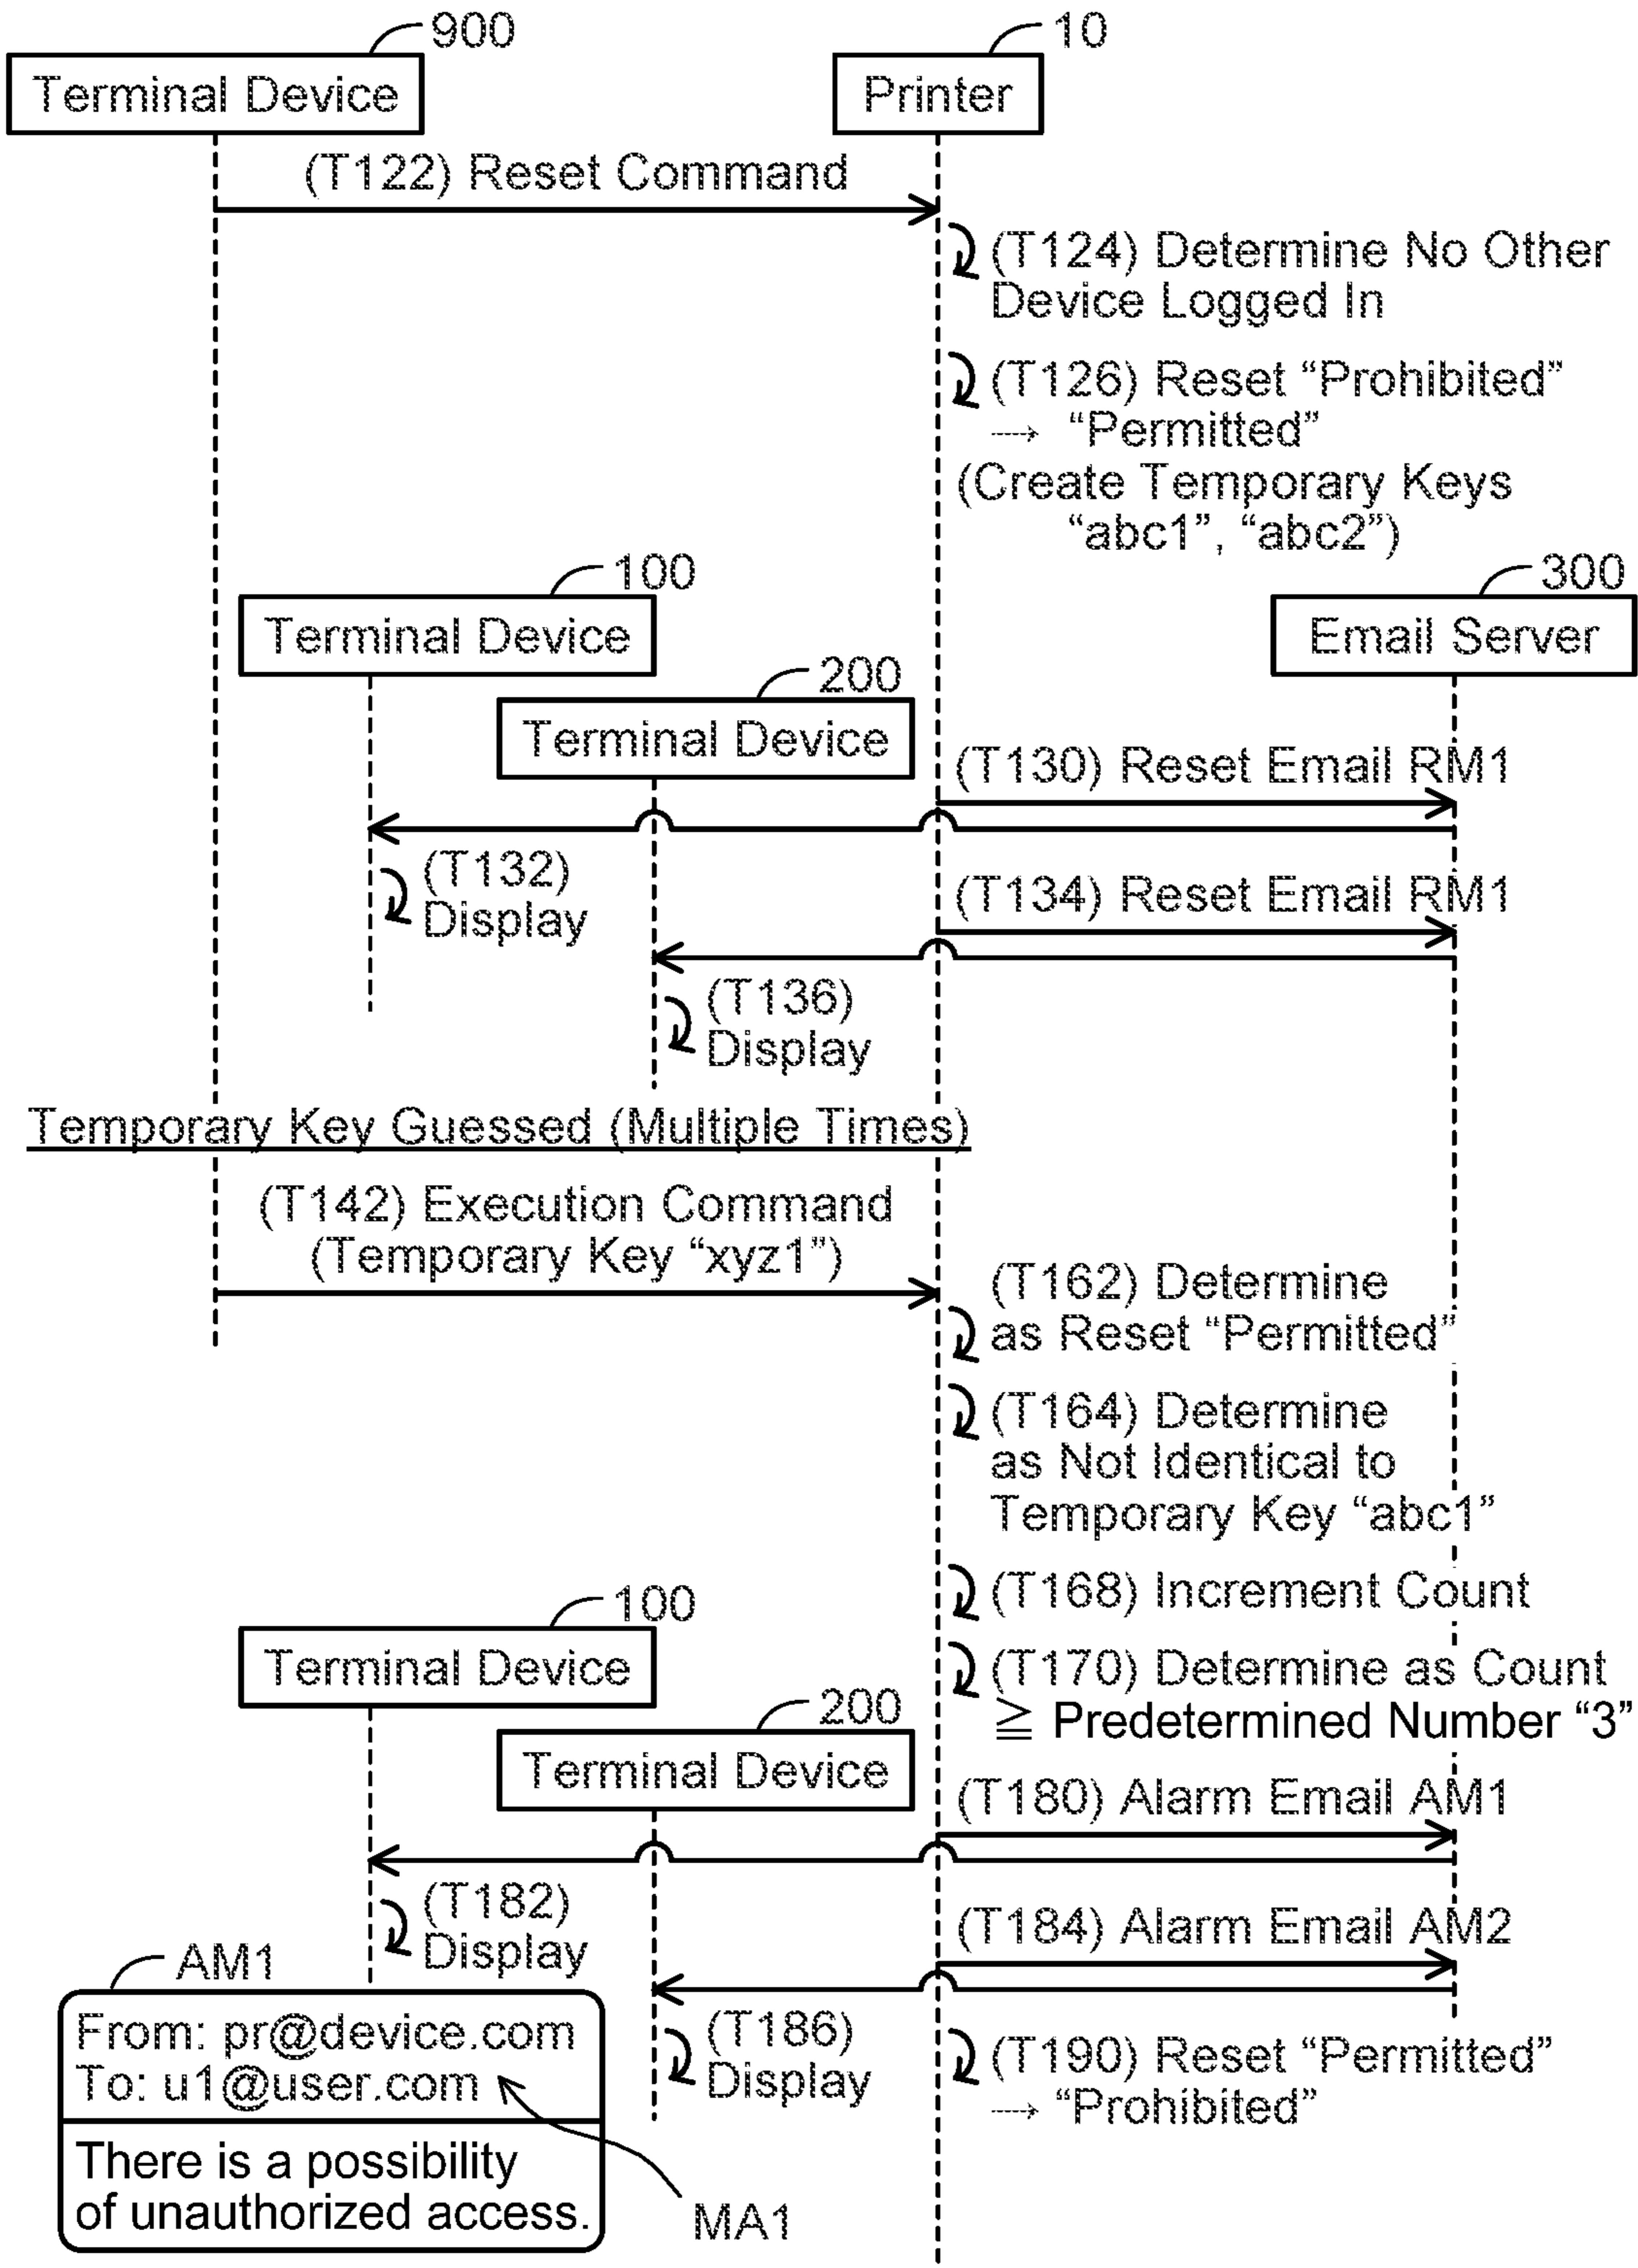 900
10
Terminal Device
Printer
(T122) Reset Command
(T124) Determine No Other
Device Logged In
(T126) Reset “Prohibited”
→ “Permitted”
(Create Temporary Keys
“abc1”, “abc2”)
100
300
Terminal Device
Email Server
200
Terminal Device
(T130) Reset Email RM1
(T132)
Display
(T134) Reset Email RM1
(T136)
Display
Temporary Key Guessed (Multiple Times)
(T142) Execution Command
(Temporary Key “xyz1”)
(T162) Determine
as Reset “Permitted”
(T164) Determine
as Not Identical to
Temporary Key “abc1”
(T168) Increment Count
100
Terminal Device
(T170) Determine as Count
≧ Predetermined Number “3”
200
Terminal Device
(T180) Alarm Email AM1
(T182)
Display
(T184) Alarm Email AM2
AM1
From: pr@device.com
To: u1@user.com
There is a possibility
of unauthorized access.
MA1
(T186)
Display
(T190) Reset “Permitted”
→ “Prohibited”